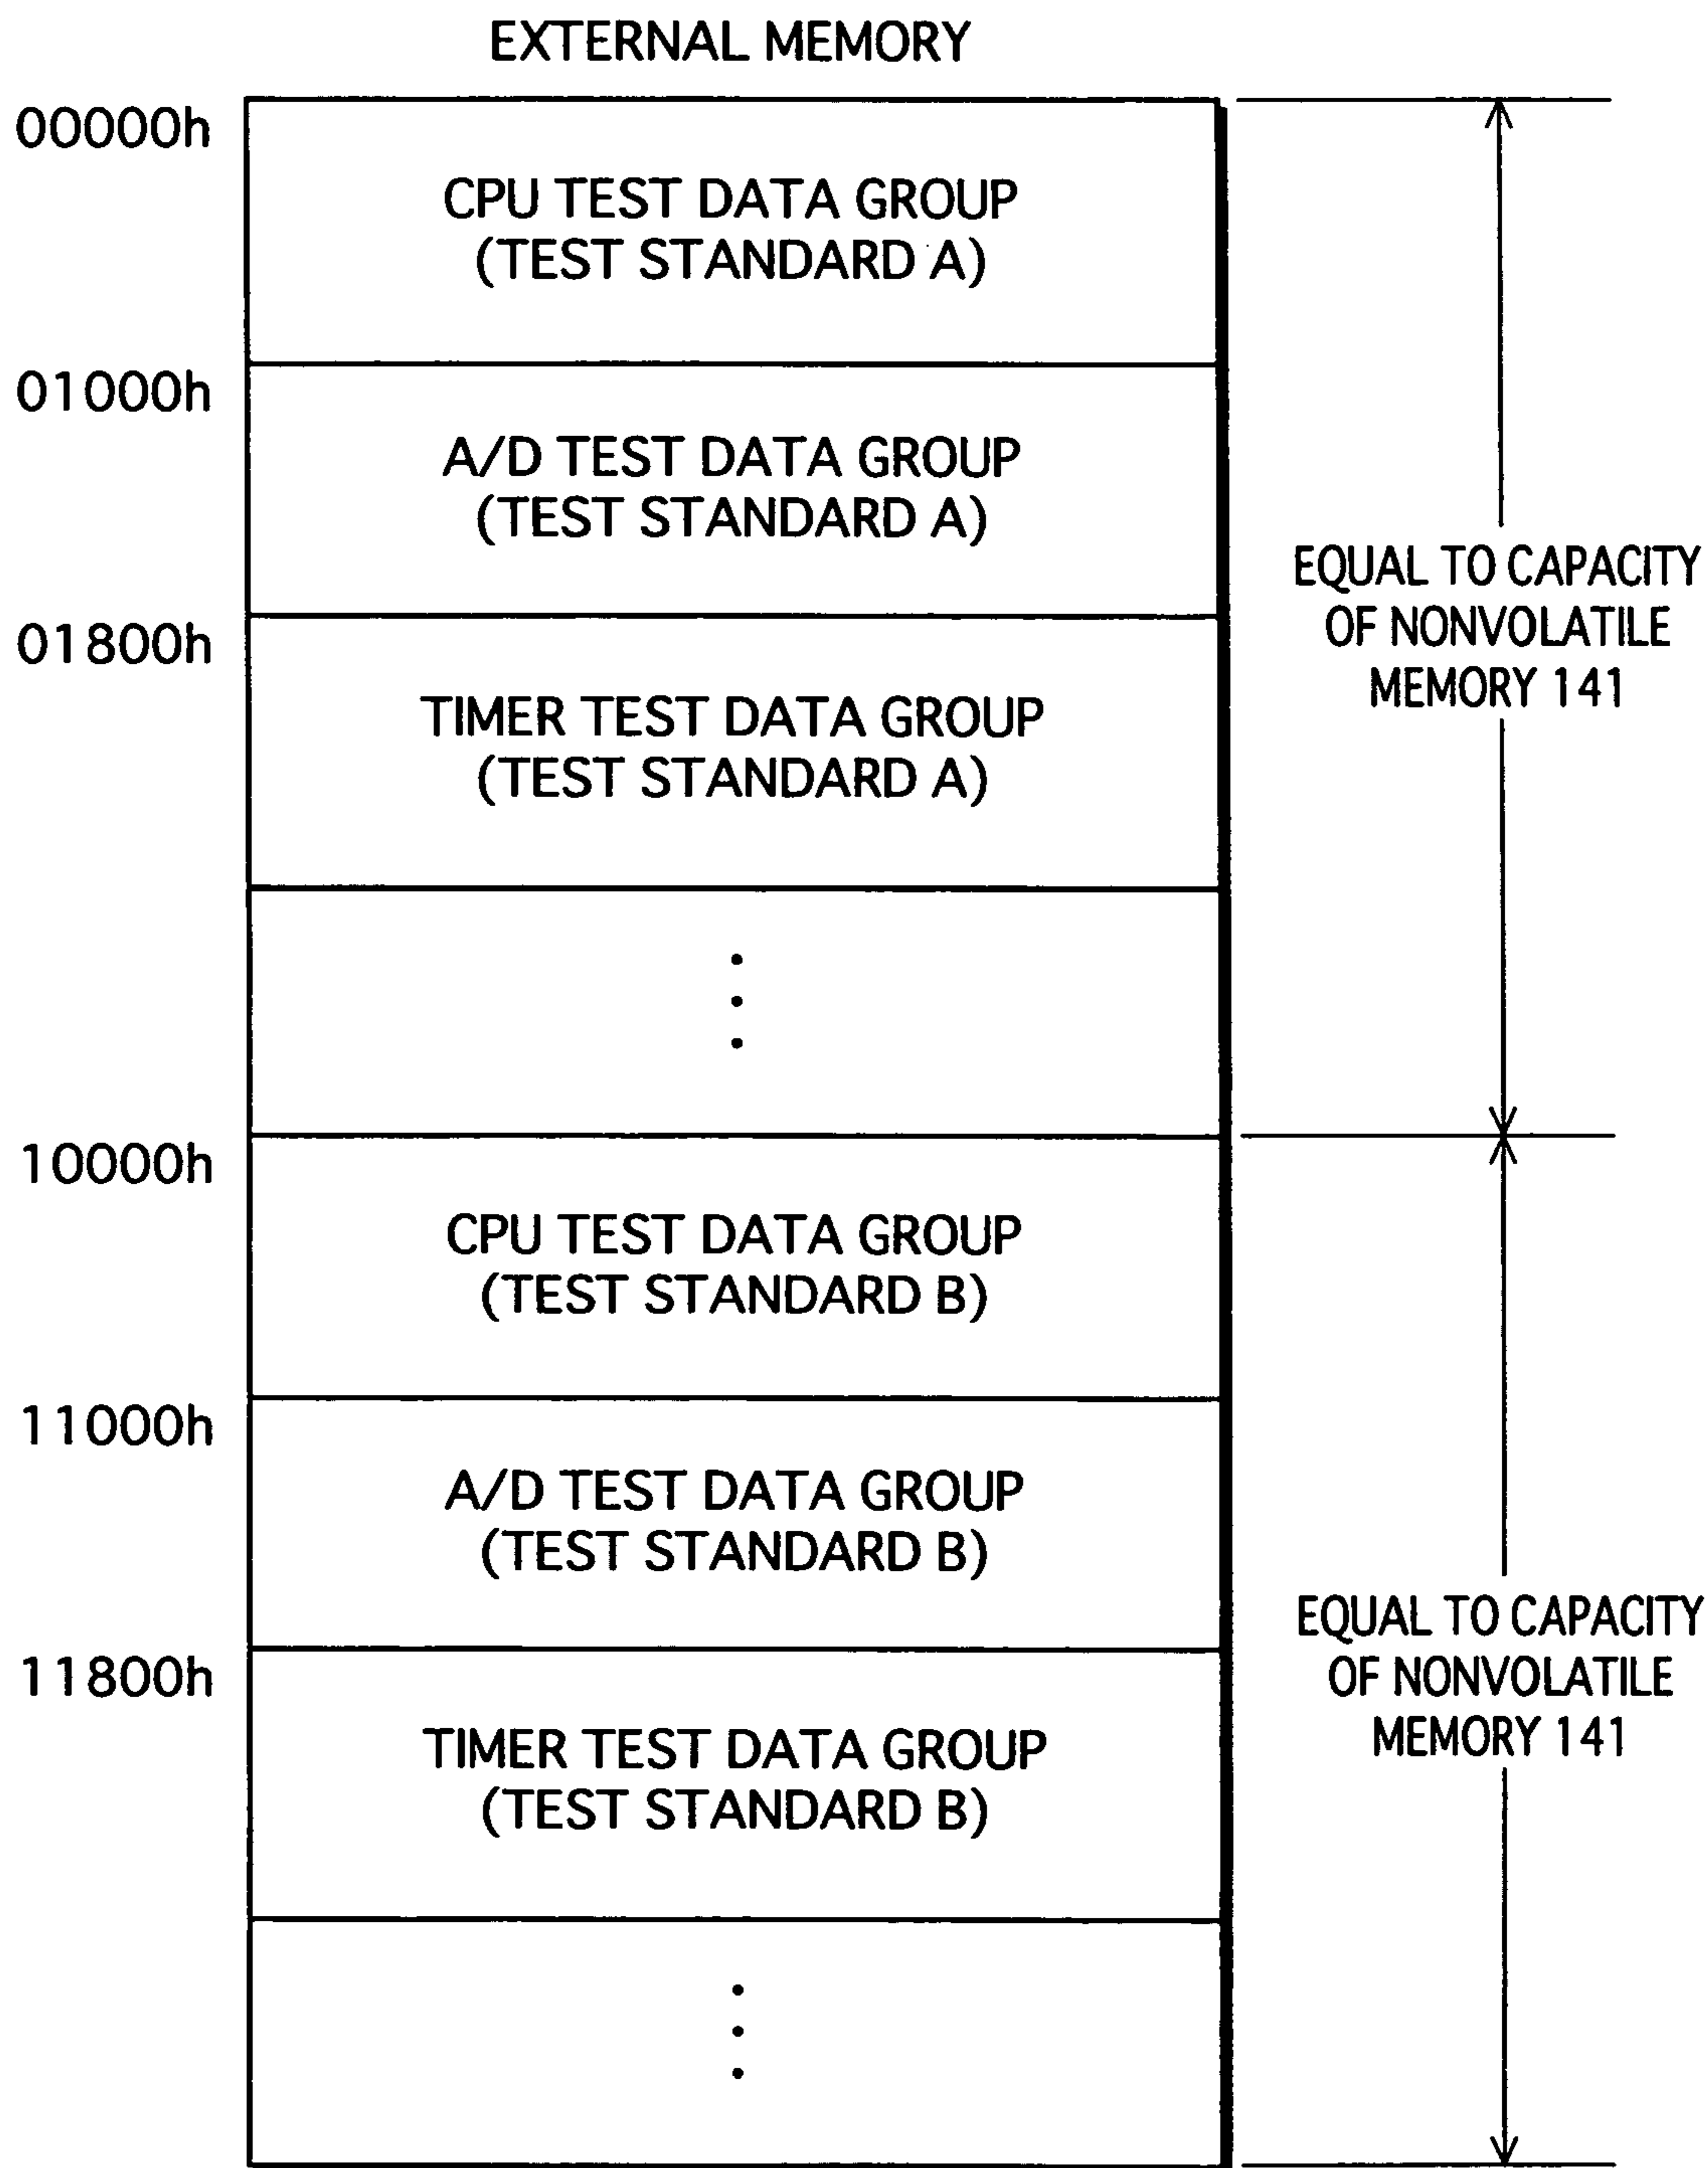 EXTERNAL MEMORY
00000h
CPU TEST DATA GROUP
(TEST STANDARD A)
01000h
A/D TEST DATA GROUP
(TEST STANDARD A)
01800h
TIMER TEST DATA GROUP
(TEST STANDARD A)
EQUAL TO CAPACITY
OF NONVOLATILE
MEMORY 141
10000h
CPU TEST DATA GROUP
(TEST STANDARD B)
11000h
A/D TEST DATA GROUP
(TEST STANDARD B)
11800h
TIMER TEST DATA GROUP
(TEST STANDARD B)
EQUAL TO CAPACITY
OF NONVOLATILE
MEMORY 141